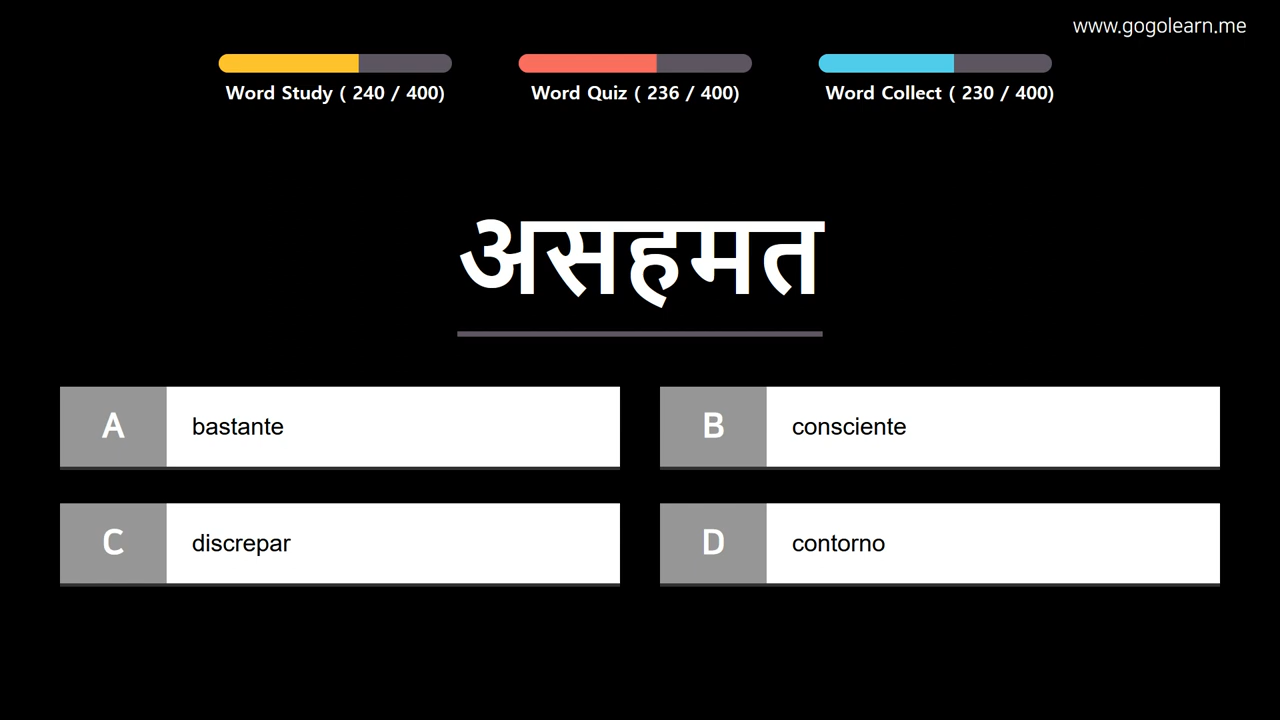 www.gogolearn.me
Word Study ( 240 / 400)
Word Quiz ( 236 / 400)
Word Collect ( 230 / 400)
असहमत
A bastante
B consciente
C discrepar
D contorno